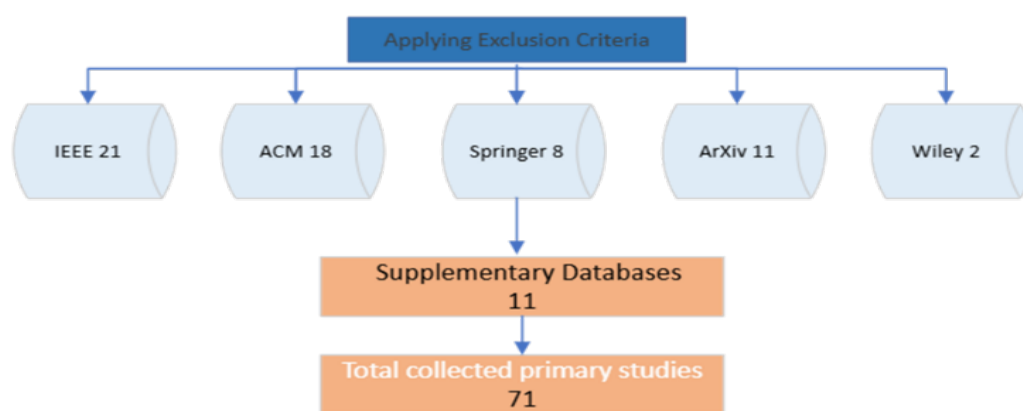 Applying Exclusion Criteria
IEEE 21
ACM 18
Springer 8
ArXiv 11
Wiley 2
Supplementary Databases
11
Total collected primary studies
71